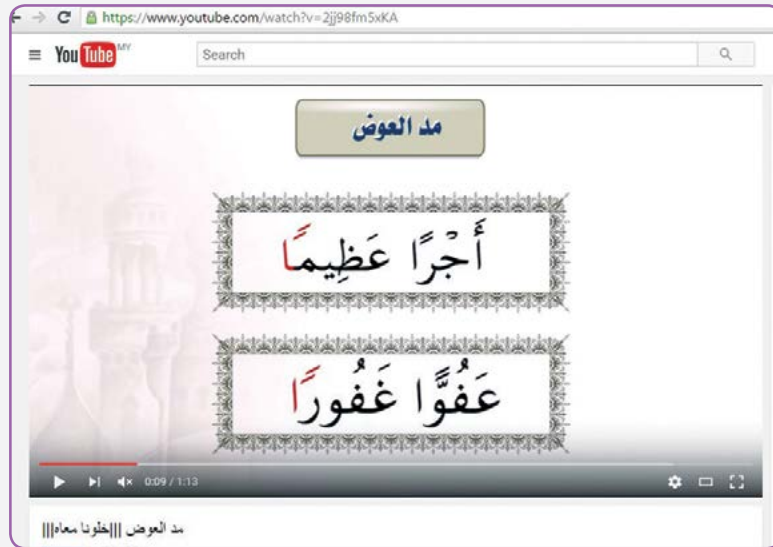 https://www.youtube.com/watch?v=2jj98fm5xKA
YouTube MY
Search
مد العوض
أَجْرًا عَظِيمًا
عَفُوًّا غَفُورًا
0:09 / 1:13
مد العوض |||خلونا معاه|||